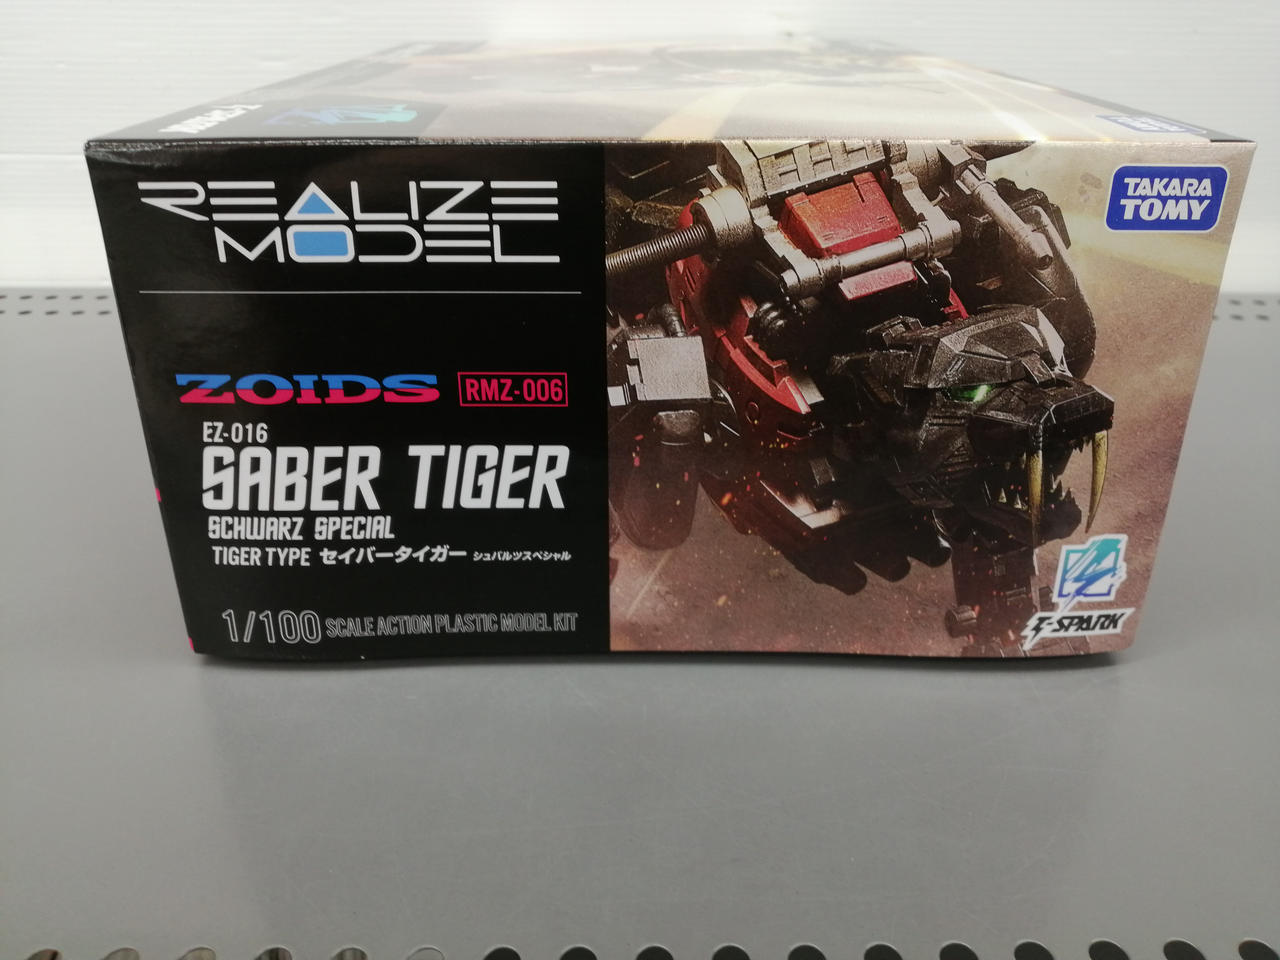 REALIZE
MODEL
ZOIDS RMZ-006
EZ-016
SABER TIGER
SCHWARZ SPECIAL
TIGER TYPE セイバータイガー シュバルツスペシャル
1/100 SCALE ACTION PLASTIC MODEL KIT
TAKARA
TOMY
T-SPARK